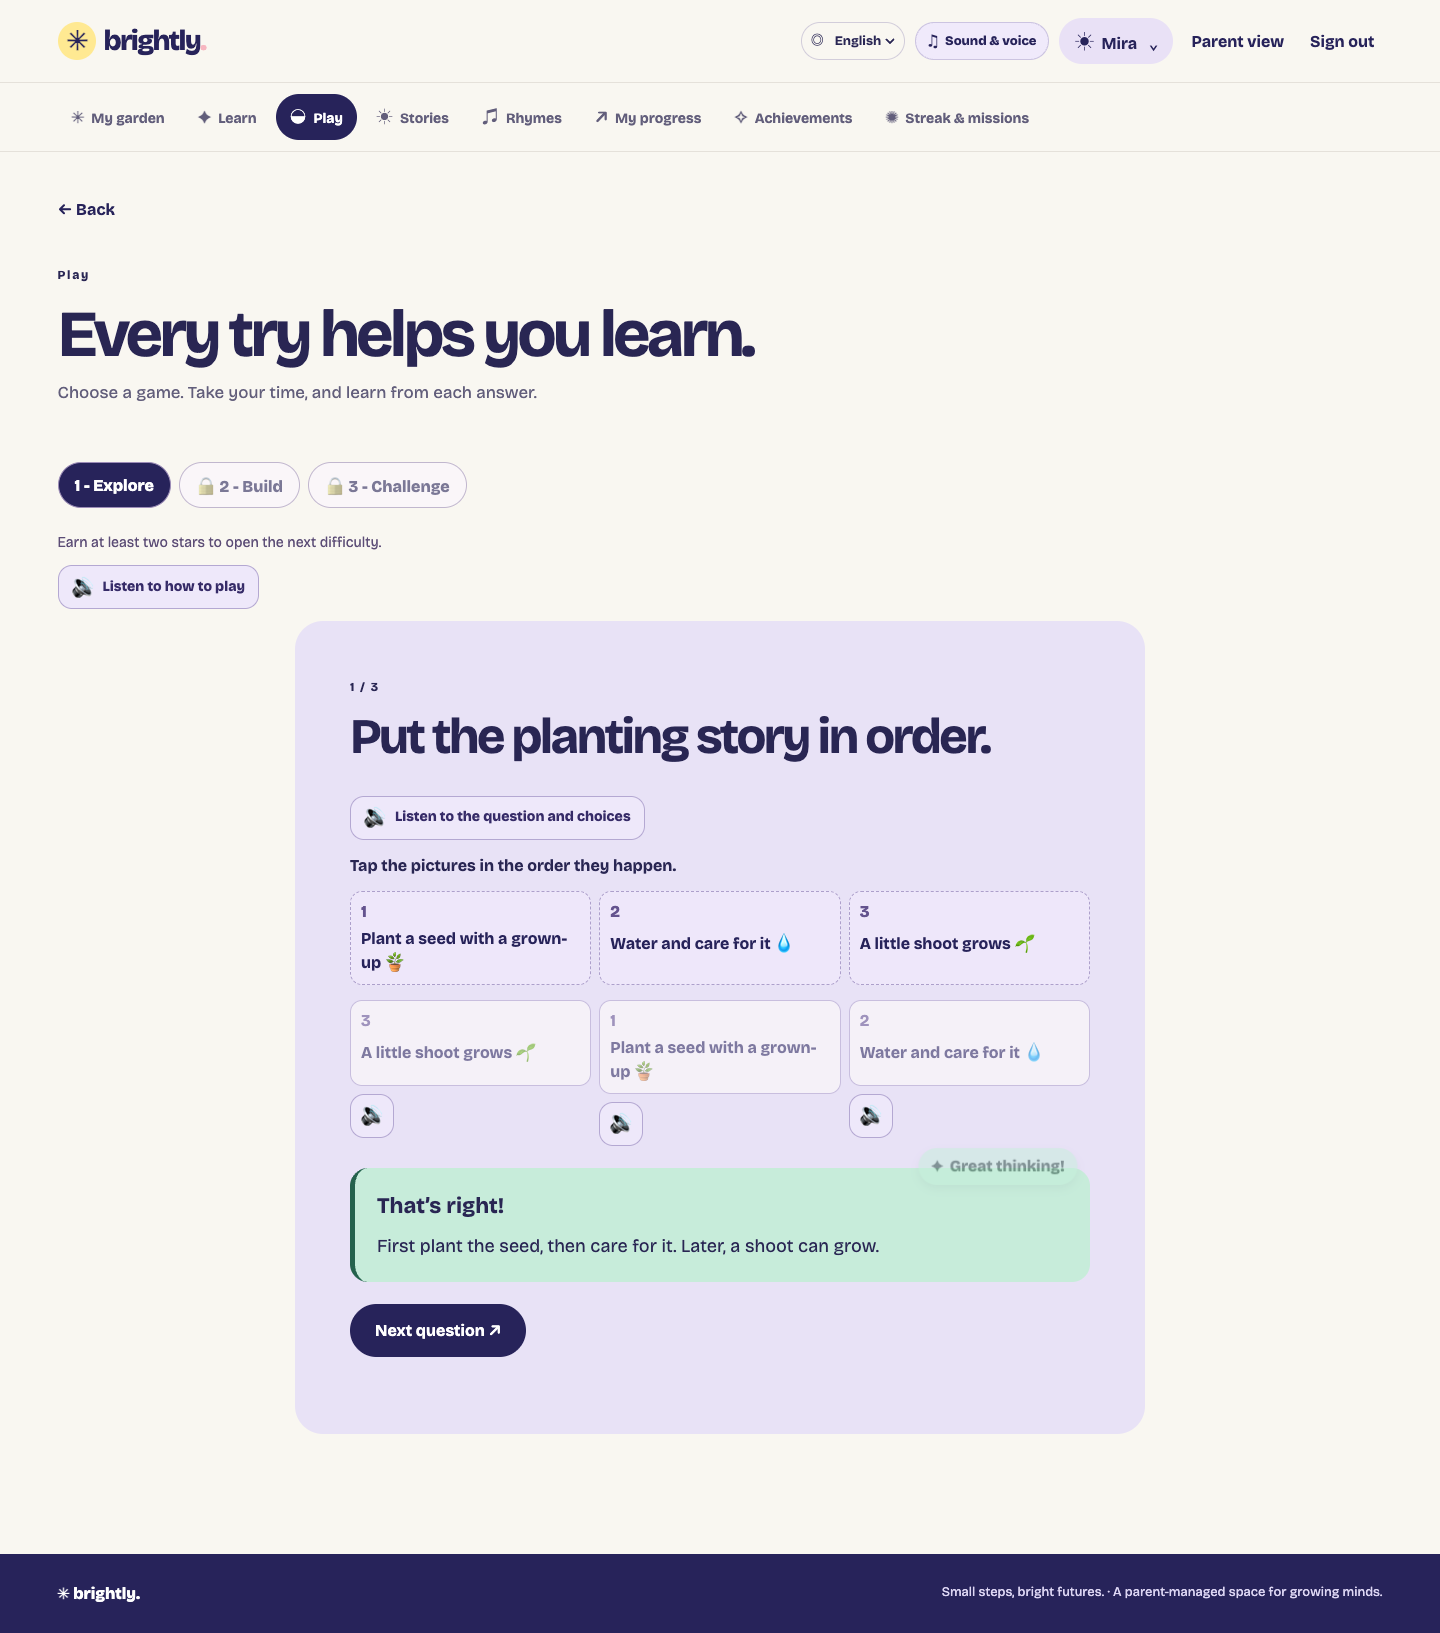 brightly.
English
Sound & voice
Mira
Parent view
Sign out
My garden
Learn
Play
Stories
Rhymes
My progress
Achievements
Streak & missions
← Back
Play
Every try helps you learn.
Choose a game. Take your time, and learn from each answer.
1 - Explore
2 - Build
3 - Challenge
Earn at least two stars to open the next difficulty.
Listen to how to play
1 / 3
Put the planting story in order.
Listen to the question and choices
Tap the pictures in the order they happen.
1
Plant a seed with a grown-
up
2
Water and care for it
3
A little shoot grows
3
A little shoot grows
1
Plant a seed with a grown-
up
2
Water and care for it
Great thinking!
That's right!
First plant the seed, then care for it. Later, a shoot can grow.
Next question ↗
brightly.
Small steps, bright futures. · A parent-managed space for growing minds.